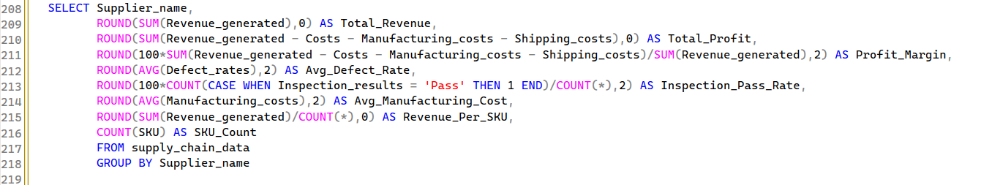 208 SELECT Supplier_name,
209 ROUND(SUM(Revenue_generated),0) AS Total_Revenue,
210 ROUND(SUM(Revenue_generated - Costs - Manufacturing_costs - Shipping_costs),0) AS Total_Profit,
211 ROUND(100*SUM(Revenue_generated - Costs - Manufacturing_costs - Shipping_costs)/SUM(Revenue_generated),2) AS Profit_Margin,
212 ROUND(AVG(Defect_rates),2) AS Avg_Defect_Rate,
213 ROUND(100*COUNT(CASE WHEN Inspection_results = 'Pass' THEN 1 END)/COUNT(*),2) AS Inspection_Pass_Rate,
214 ROUND(AVG(Manufacturing_costs),2) AS Avg_Manufacturing_Cost,
215 ROUND(SUM(Revenue_generated)/COUNT(*),0) AS Revenue_Per_SKU,
216 COUNT(SKU) AS SKU_Count
217 FROM supply_chain_data
218 GROUP BY Supplier_name
219